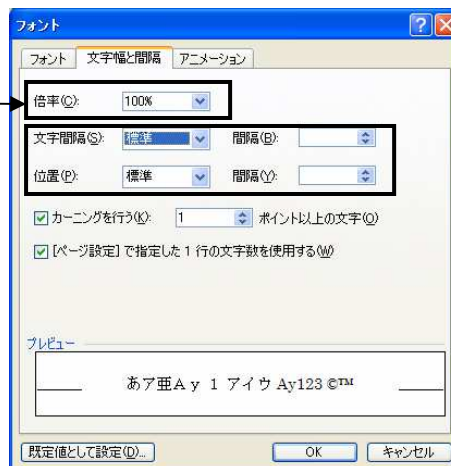 フォント
フォント 文字幅と間隔 アニメーション
倍率(C): 100%
文字間隔(S): 標準 間隔(B):
位置(P): 標準 間隔(Y):
カーニングを行う(K): 1 ポイント以上の文字(O)
[ページ設定] で指定した 1 行の文字数を使用する(W)
プレビュー
あア亜Ay 1 アイウ Ay123 ©™
既定値として設定(D)... OK キャンセル